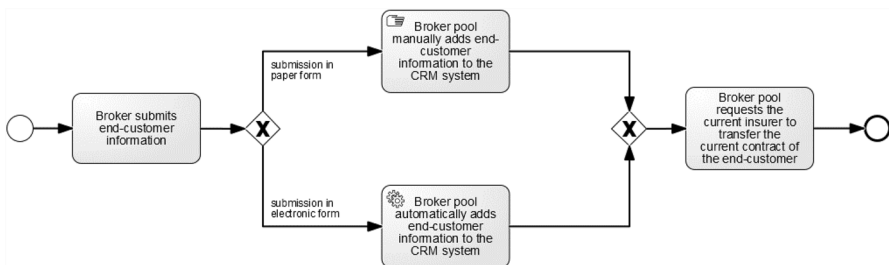 Broker submits
end-customer
information
submission in
paper form
Broker pool
manually adds end-
customer
information to the
CRM system
submission in
electronic form
Broker pool
automatically adds
end-customer
information to the
CRM system
Broker pool
requests the
current insurer to
transfer the
current contract of
the end-customer